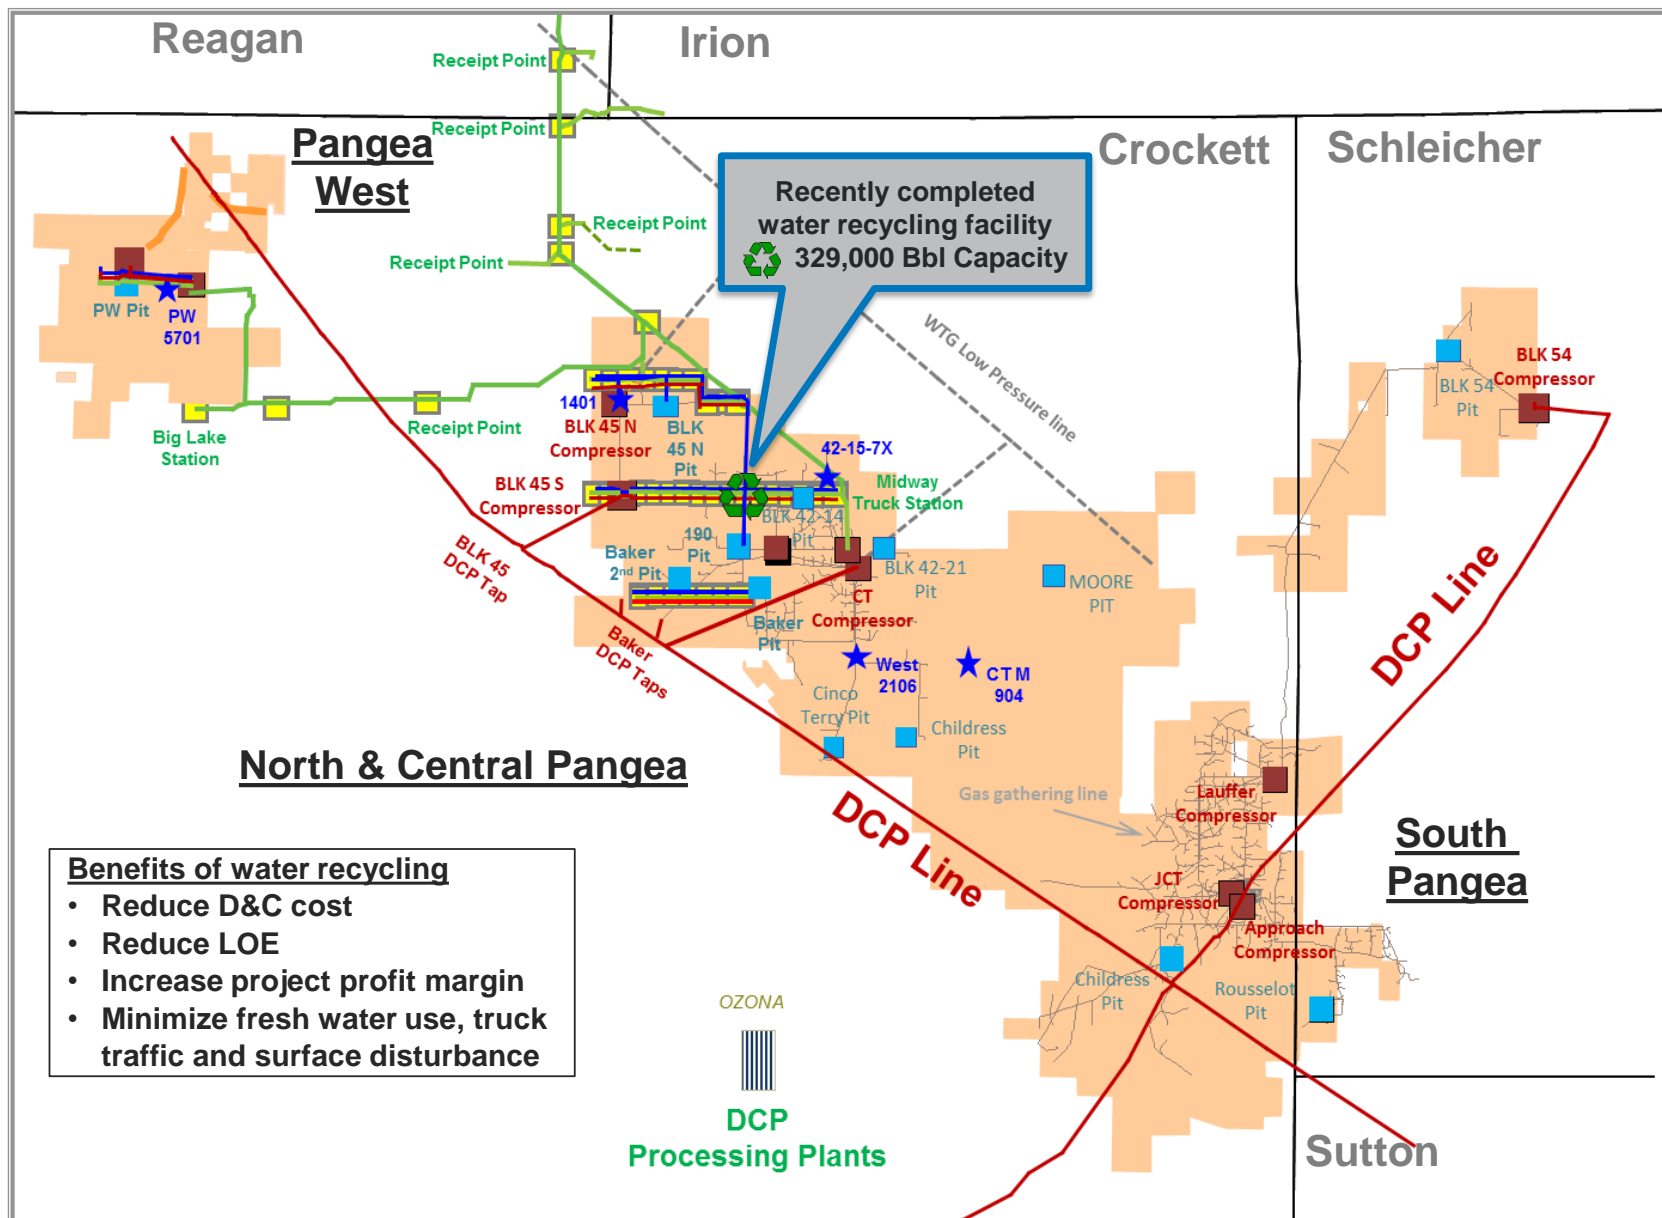 Reagan
Irion
Receipt Point
Receipt Point
Pangea
West
Crockett
Schleicher
Recently completed
water recycling facility
329,000 Bbl Capacity
Receipt Point
Receipt Point
PW Pit
PW
5701
WTG Low Pressure line
BLK 54
Compressor
BLK 54
Pit
1401
BLK 45 N
Compressor
BLK
45 N
Pit
Receipt Point
Big Lake
Station
42-15-7X
Midway
Truck Station
BLK 45 S
Compressor
BLK 42-14
Pit
190
Pit
Baker
2nd Pit
BLK 45
DCP Tap
BLK 42-21
Pit
MOORE
PIT
CT
Compressor
Baker
Pit
Baker
DCP Taps
DCP Line
West
2106
CT M
904
Cinco
Terry Pit
Childress
Pit
North & Central Pangea
Gas gathering line
Lauffer
Compressor
DCP Line
South
Pangea
Benefits of water recycling
• Reduce D&C cost
• Reduce LOE
• Increase project profit margin
• Minimize fresh water use, truck
traffic and surface disturbance
JCT
Compressor
Approach
Compressor
Childress
Pit
Rousselot
Pit
OZONA
DCP
Processing Plants
Sutton